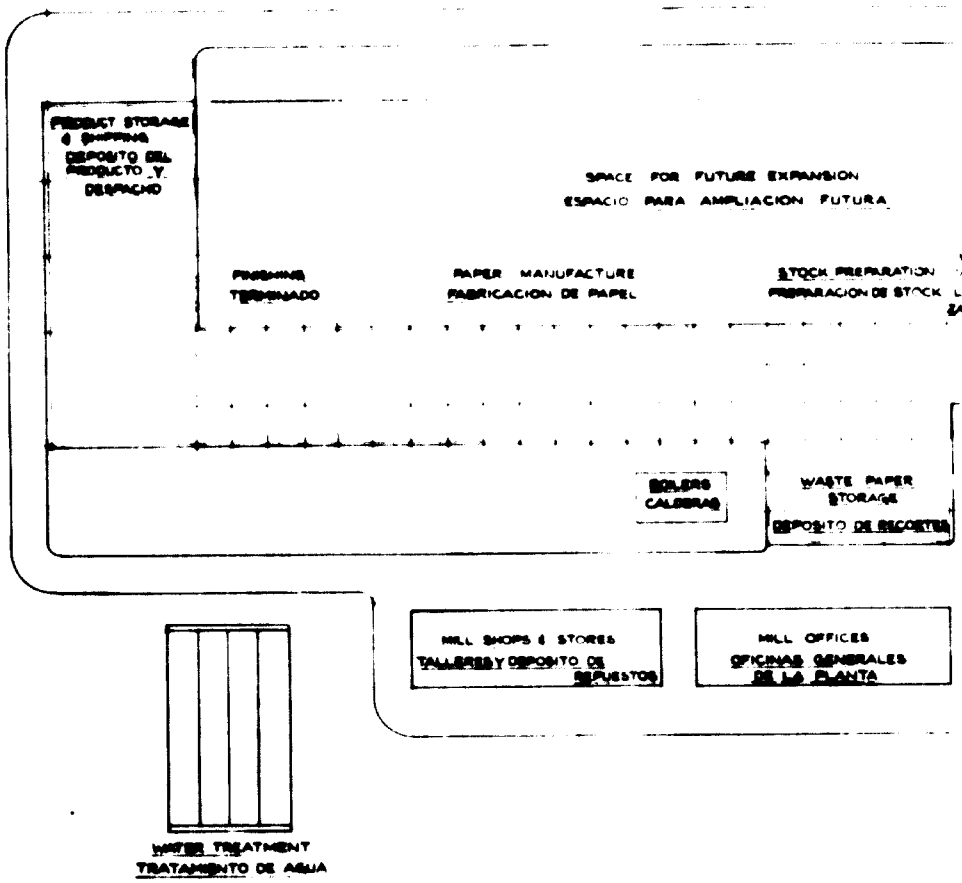 PRODUCT STORAGE
& SHIPPING
DEPOSITO DEL
PRODUCTO Y
DESPACHO
SPACE FOR FUTURE EXPANSION
ESPACIO PARA AMPLIACION FUTURA
FINISHING
TERMINADO
PAPER MANUFACTURE
FABRICACION DE PAPEL
STOCK PREPARATION
PREPARACION DE STOCK
BOILERS
CALDERAS
WASTE PAPER
STORAGE
DEPOSITO DE RECORTES
MILL SHOPS & STORES
TALLERES Y DEPOSITO DE
REPUESTOS
MILL OFFICES
OFICINAS GENERALES
DE LA PLANTA
WATER TREATMENT
TRATAMIENTO DE AGUA